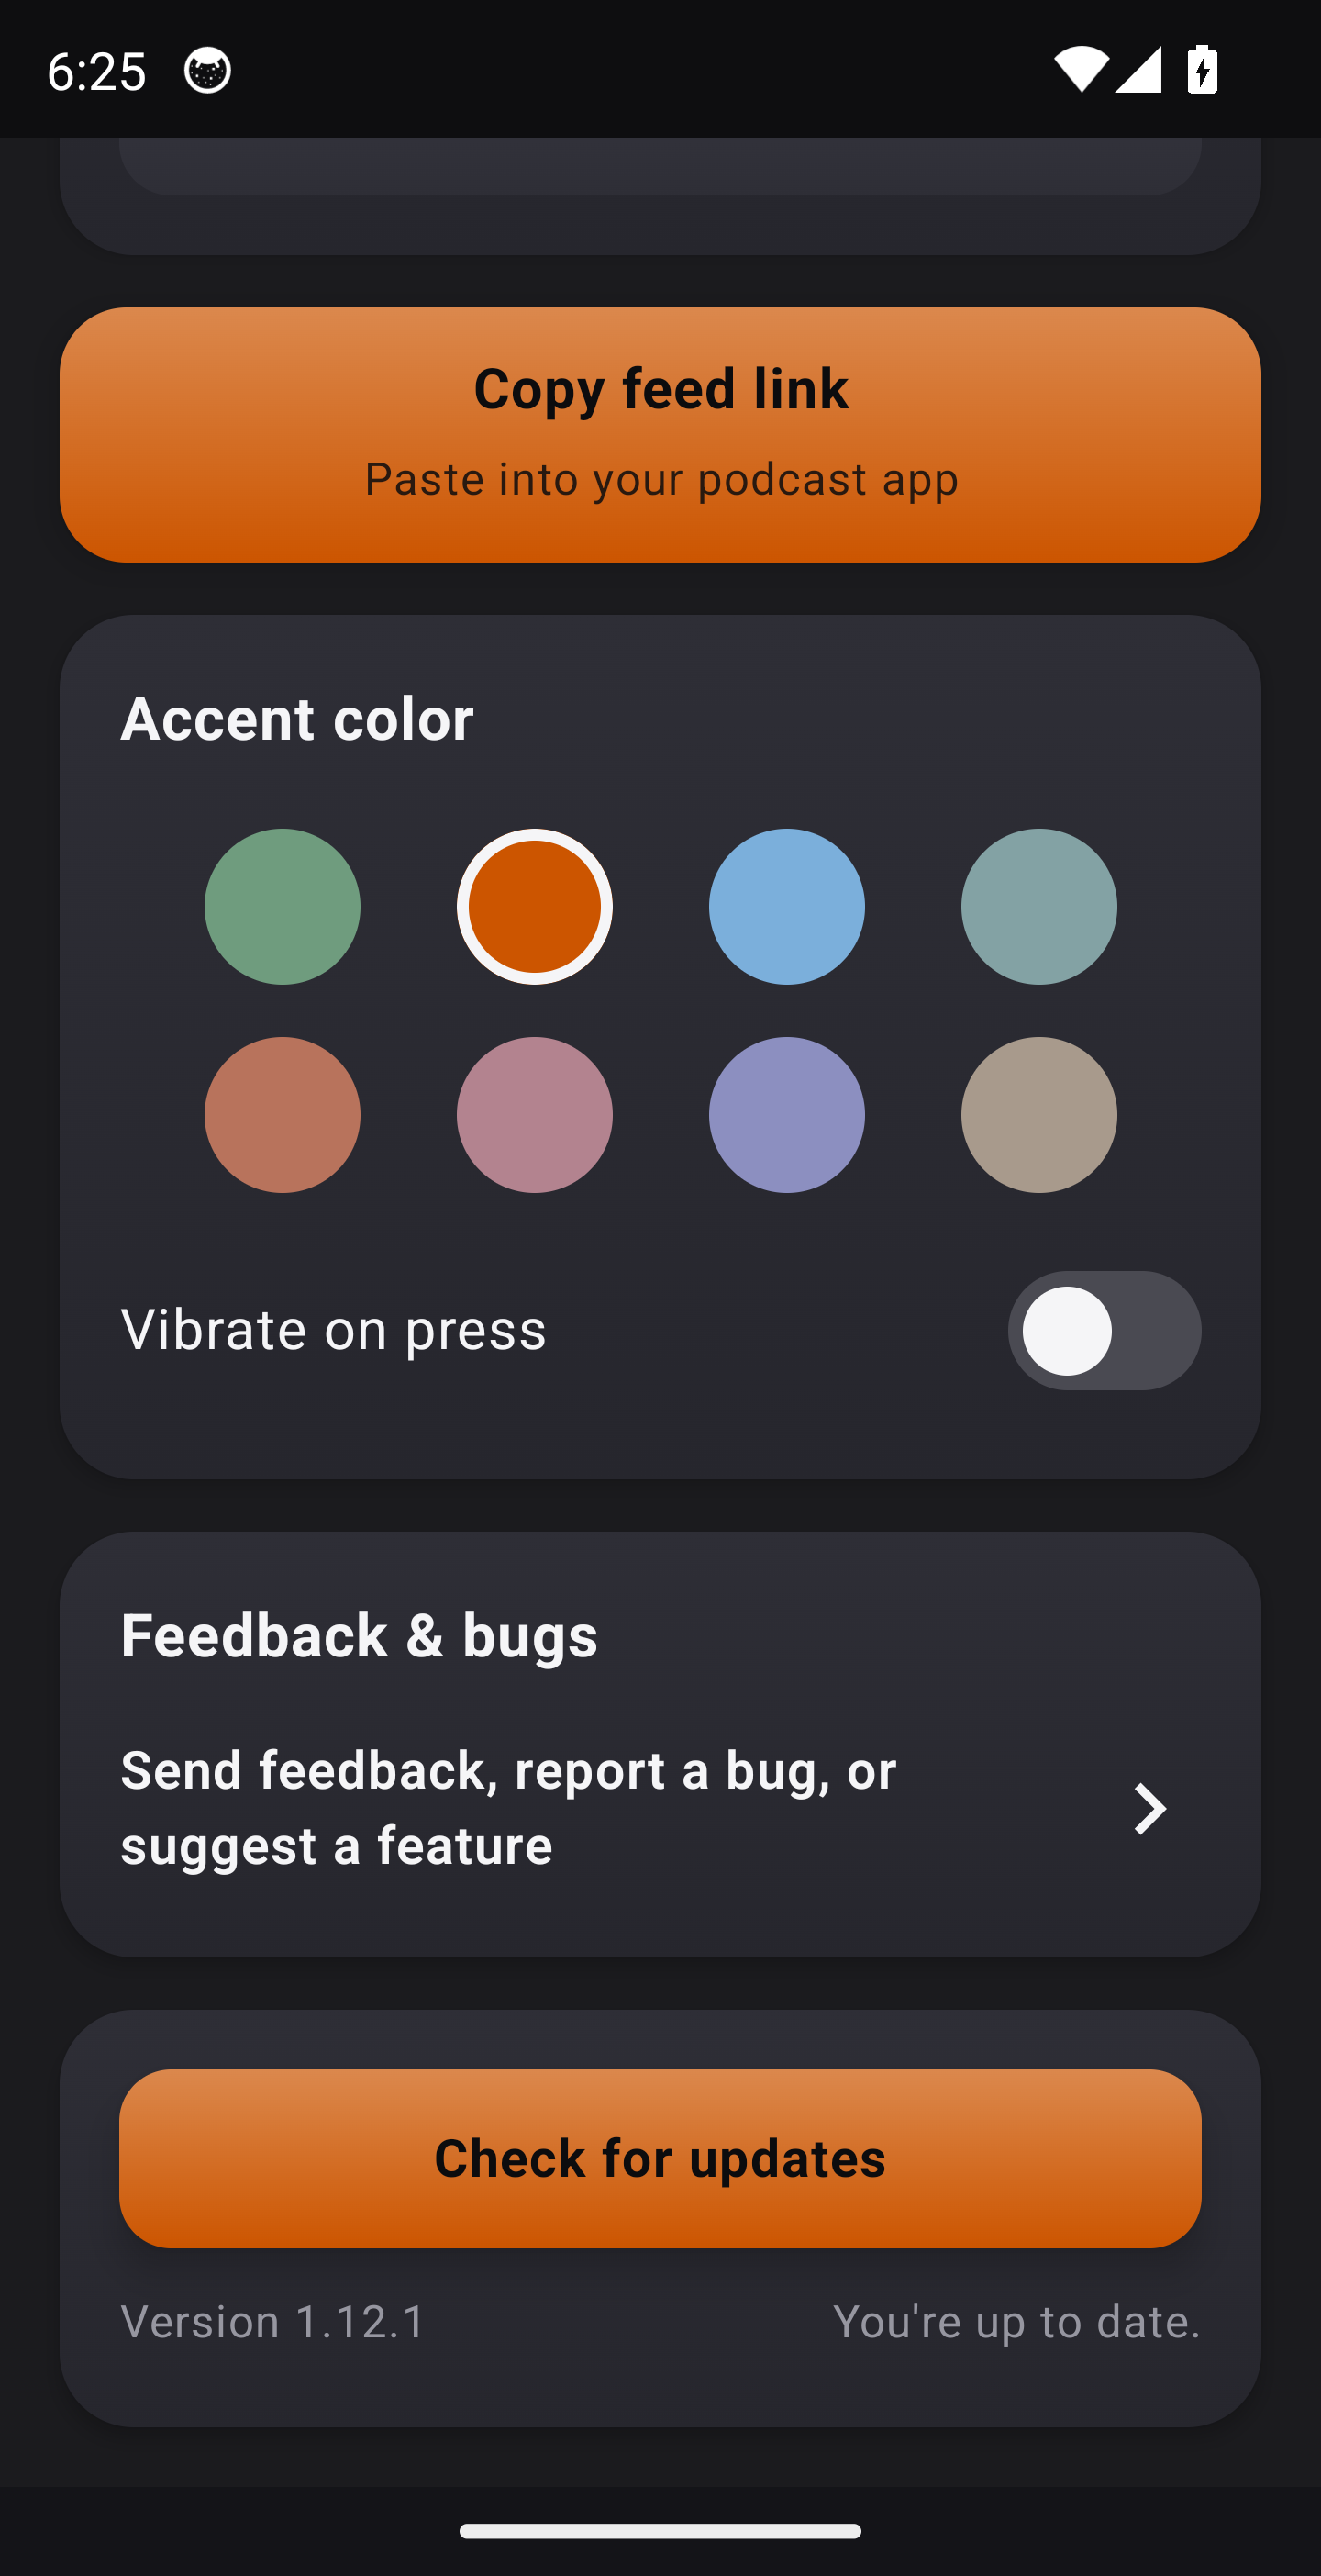 6:25
Copy feed link
Paste into your podcast app
Accent color
Vibrate on press
Feedback & bugs
Send feedback, report a bug, or
suggest a feature
Check for updates
Version 1.12.1
You're up to date.